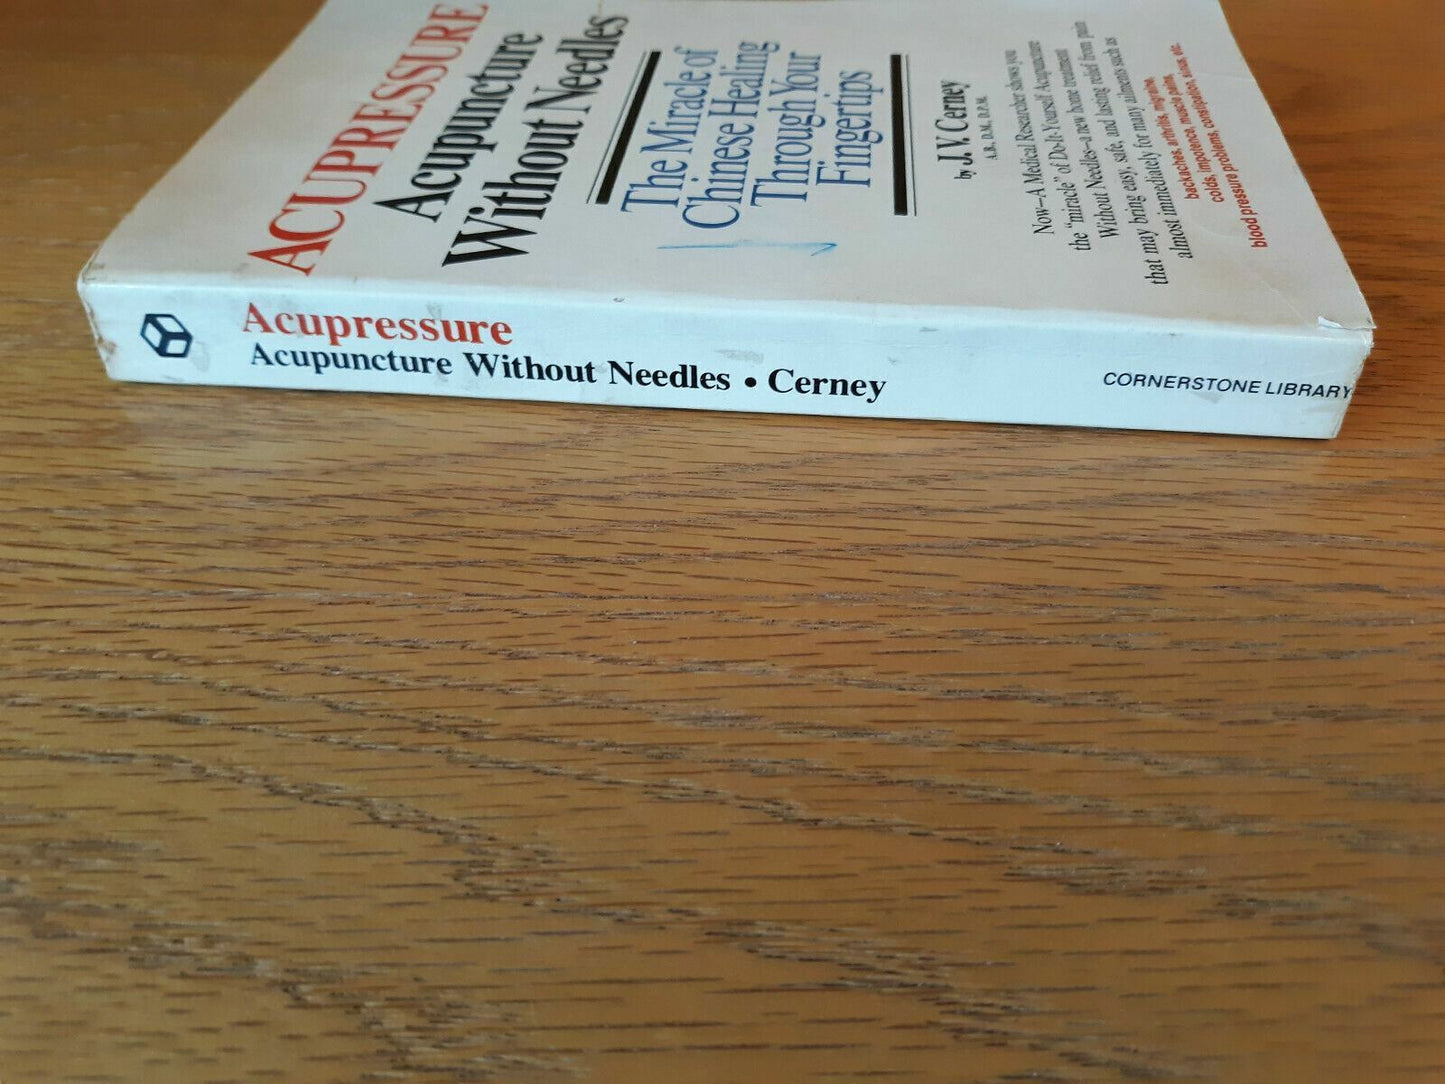 ACUPRESSURE
Acupuncture
Without Needles
The Miracle of
Chinese Healing
Through Your
Fingertips
by J. V. Cerney
A.B., D.M., D.P.M.
Now—A Medical Researcher shows you
the "miracle" of Do-It-Yourself Acupuncture
Without Needles—a new home treatment
that may bring easy, safe, and lasting relief from pain
almost immediately for many ailments such as
backaches, arthritis, migraine,
colds, impotence, muscle pains,
blood pressure problems, constipation, sinus, etc.
Acupressure
Acupuncture Without Needles • Cerney
CORNERSTONE LIBRARY